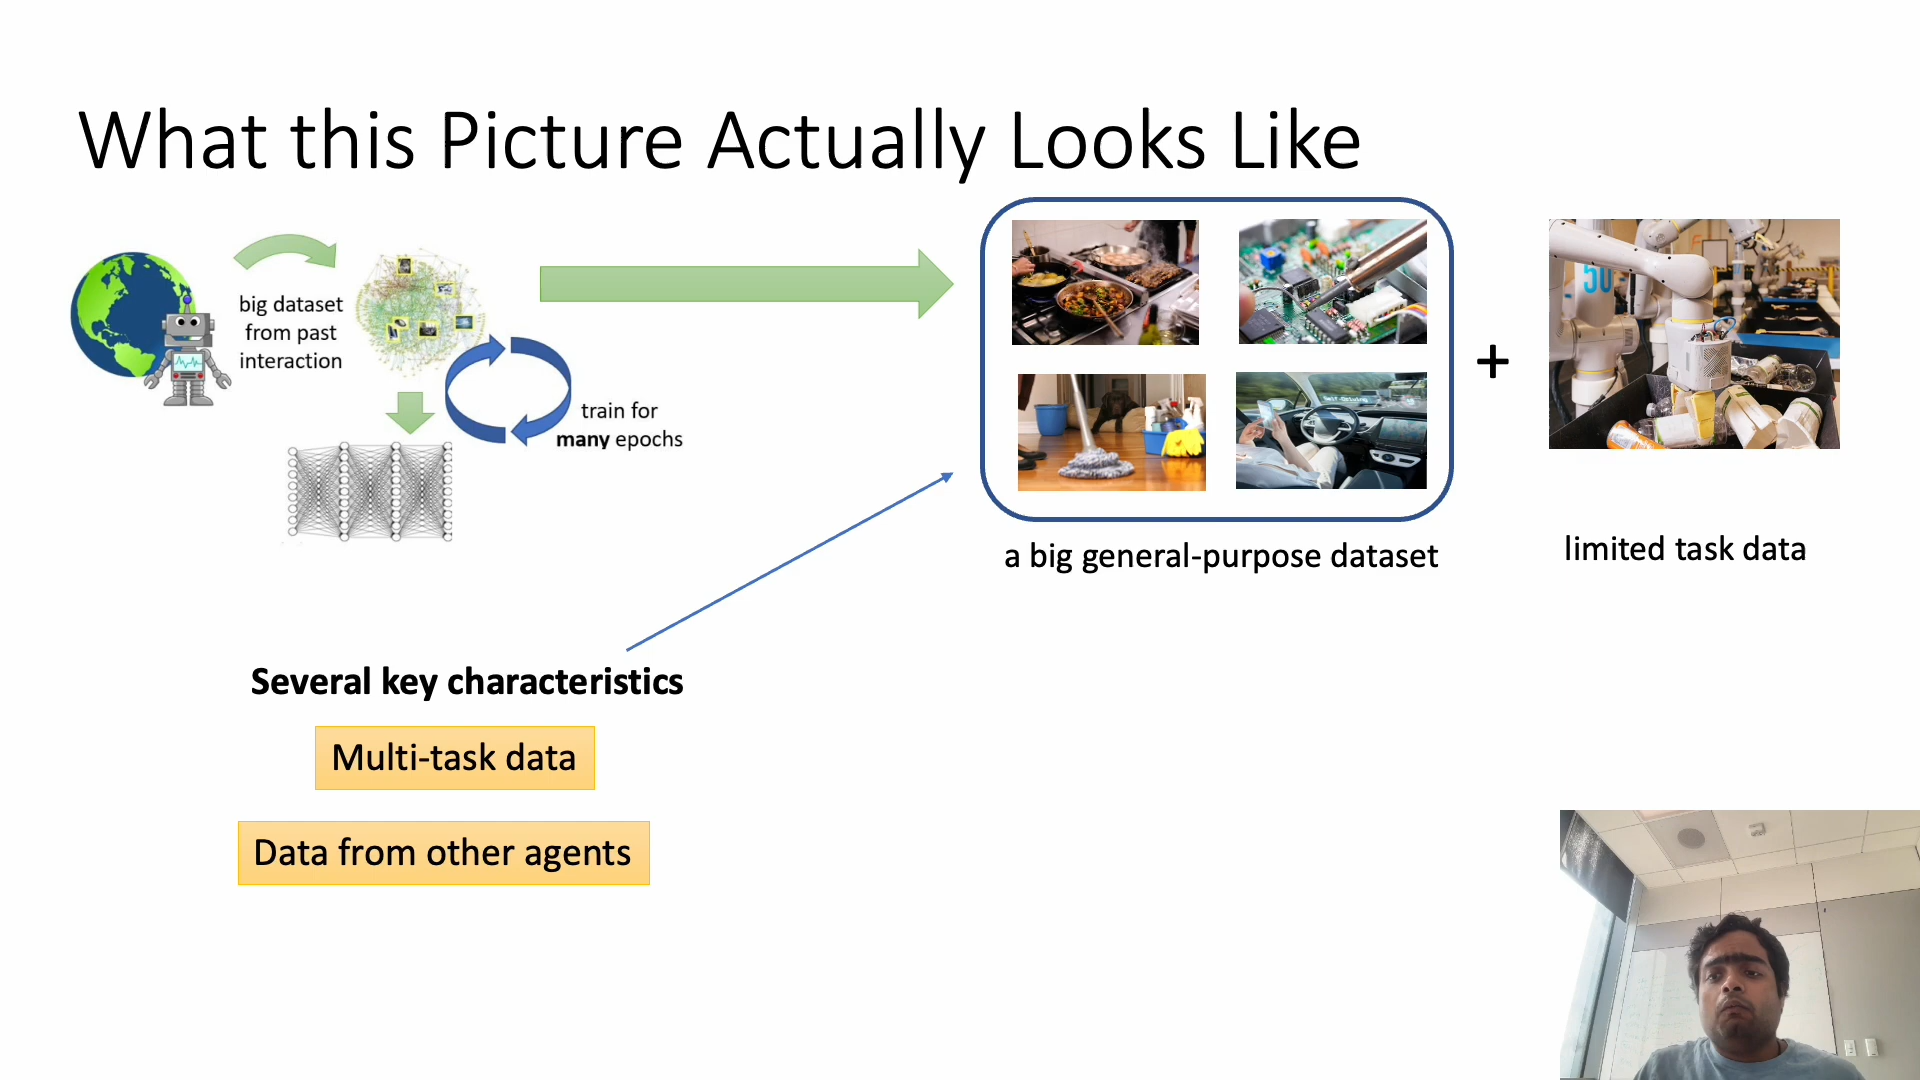 What this Picture Actually Looks Like
big dataset
from past
interaction
train for
many epochs
50
+
a big general-purpose dataset
limited task data
Several key characteristics
Multi-task data
Data from other agents